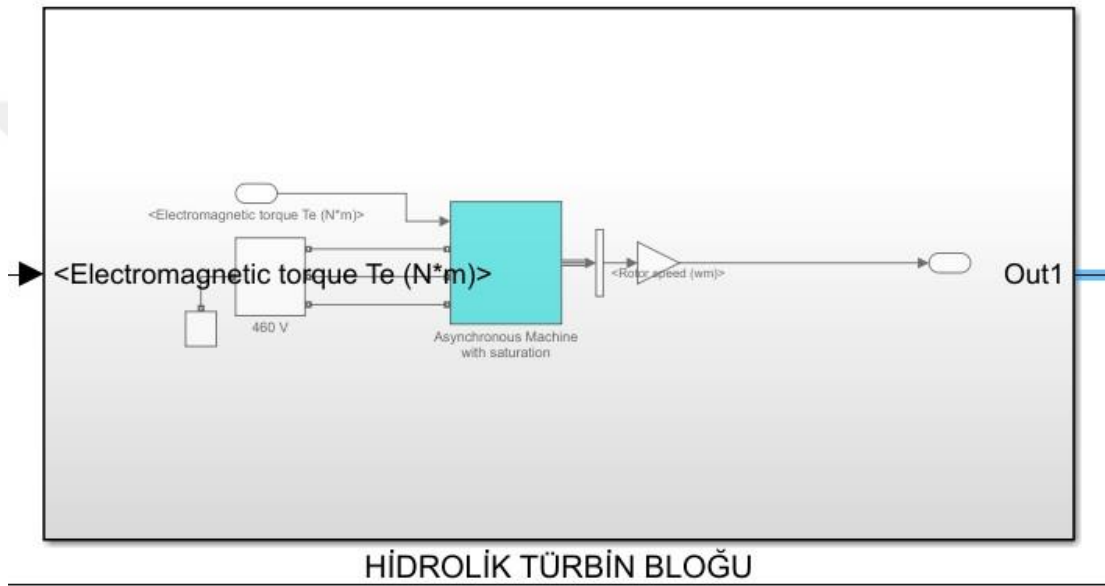 <Electromagnetic torque Te (N*m)>
<Electromagnetic torque Te (N*m)>
460 V
Asynchronous Machine
with saturation
<Rotor speed (wm)>
Out1
HİDROLİK TÜRBİN BLOĞU